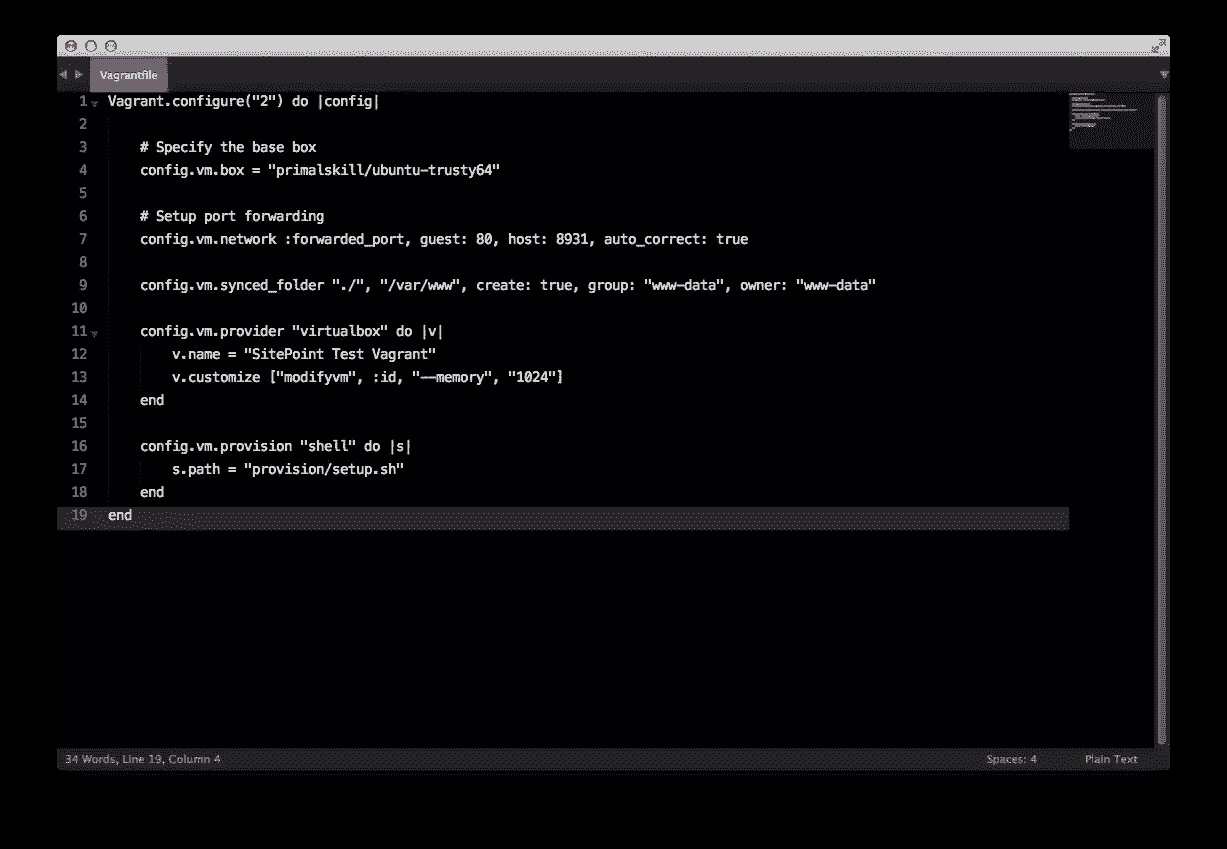 Vagrantfile
1 Vagrant.configure("2") do |config|
2
3 # Specify the base box
4 config.vm.box = "primalskill/ubuntu-trusty64"
5
6 # Setup port forwarding
7 config.vm.network :forwarded_port, guest: 80, host: 8931, auto_correct: true
8
9 config.vm.synced_folder "./", "/var/www", create: true, group: "www-data", owner: "www-data"
10
11 config.vm.provider "virtualbox" do |v|
12 v.name = "SitePoint Test Vagrant"
13 v.customize ["modifyvm", :id, "--memory", "1024"]
14 end
15
16 config.vm.provision "shell" do |s|
17 s.path = "provision/setup.sh"
18 end
19 end
34 Words, Line 19, Column 4 Spaces: 4 Plain Text